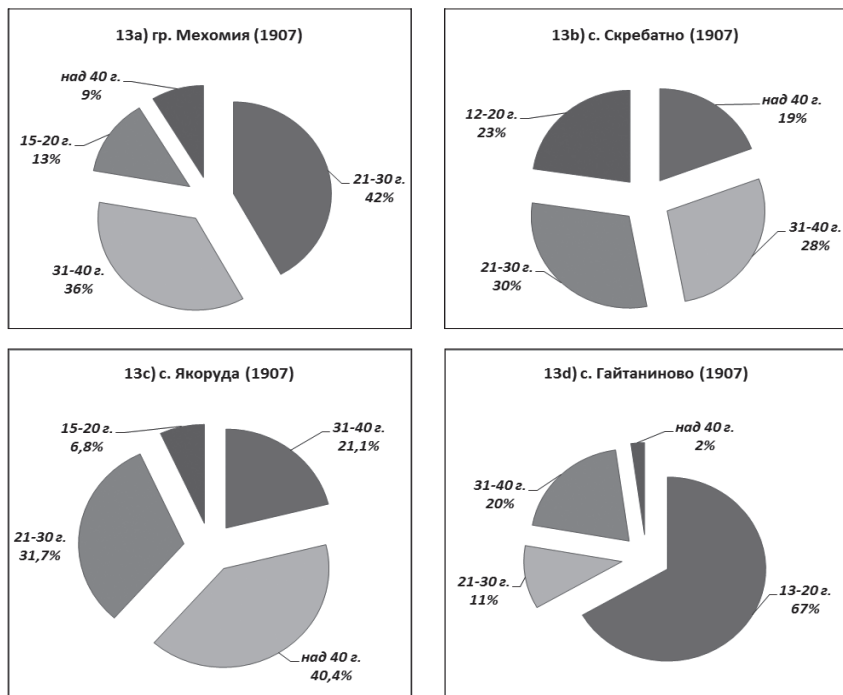 13a) гр. Мехомия (1907)
над 40 г.
9%
15-20 г.
13%
21-30 г.
42%
31-40 г.
36%
13b) с. Скребатно (1907)
12-20 г.
23%
над 40 г.
19%
31-40 г.
28%
21-30 г.
30%
13c) с. Якоруда (1907)
15-20 г.
6,8%
31-40 г.
21,1%
21-30 г.
31,7%
над 40 г.
40,4%
13d) с. Гайтаниново (1907)
над 40 г.
2%
31-40 г.
20%
21-30 г.
11%
13-20 г.
67%